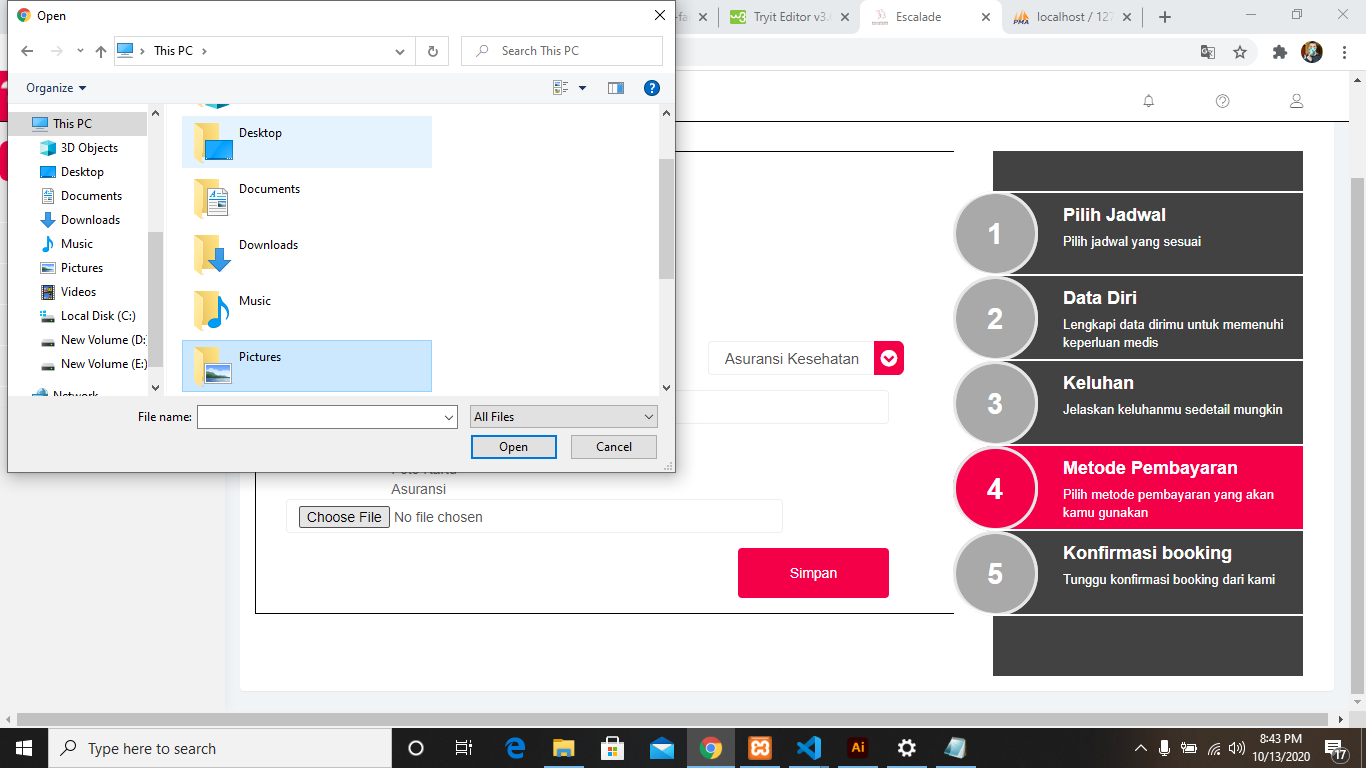 Open
Tryit Editor v3.
Escalade
localhost / 127
This PC
Search This PC
Organize
This PC
3D Objects
Desktop
Documents
Downloads
Music
Pictures
Videos
Local Disk (C:)
New Volume (D:
New Volume (E:)
Desktop
Documents
Downloads
Music
Pictures
File name:
All Files
Open
Cancel
Asuransi Kesehatan
Asuransi
Choose File No file chosen
Simpan
1
Pilih Jadwal
Pilih jadwal yang sesuai
2
Data Diri
Lengkapi data dirimu untuk memenuhi
keperluan medis
3
Keluhan
Jelaskan keluhanmu sedetail mungkin
4
Metode Pembayaran
Pilih metode pembayaran yang akan
kamu gunakan
5
Konfirmasi booking
Tunggu konfirmasi booking dari kami
Type here to search
Ai
8:43 PM
10/13/2020
17